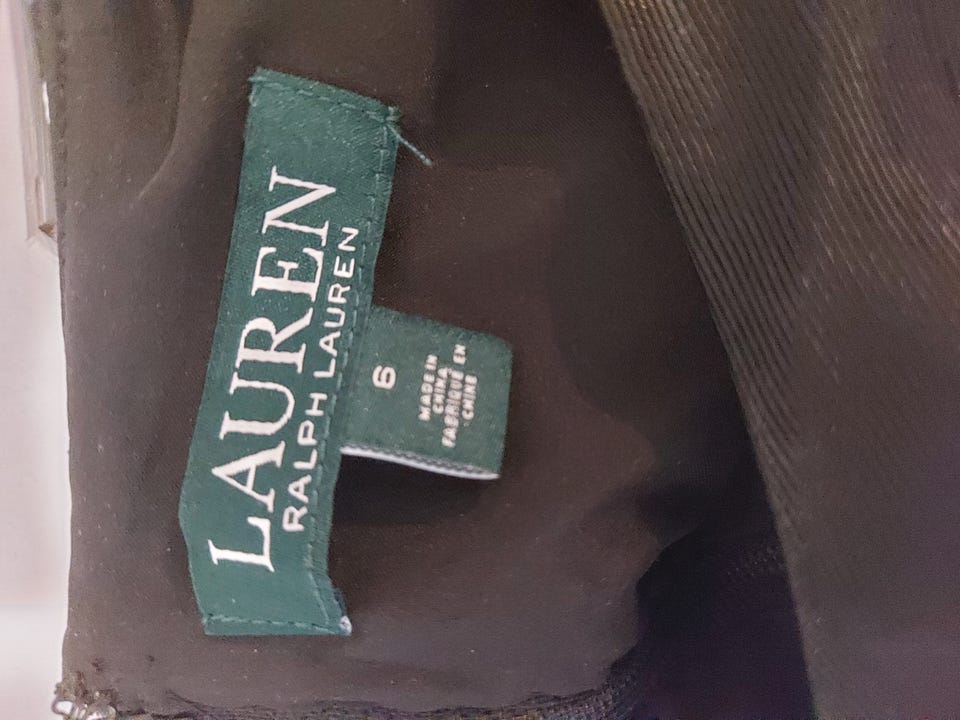 LAUREN
RALPH LAUREN
6
MADE IN
CHINA
FABRIQUÉ EN
CHINE